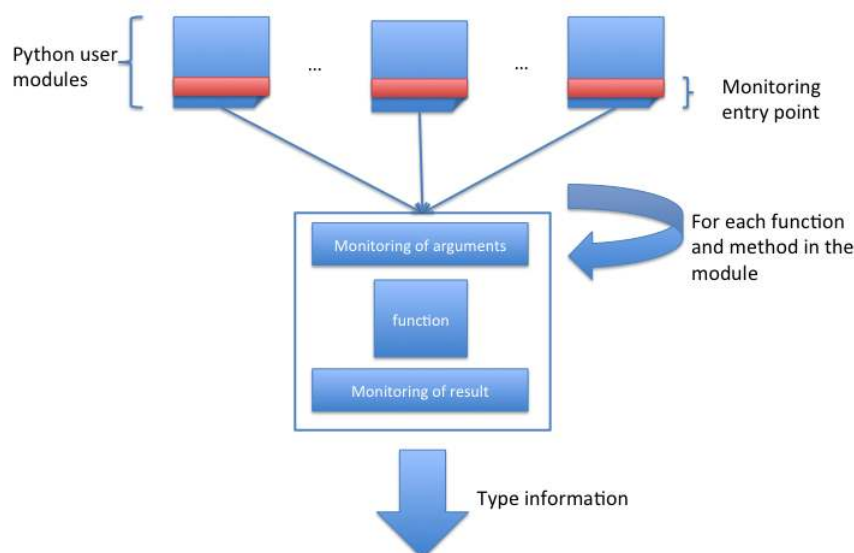 Python user
modules
...
...
Monitoring
entry point
Monitoring of arguments
For each function
and method in the
module
function
Monitoring of result
Type information